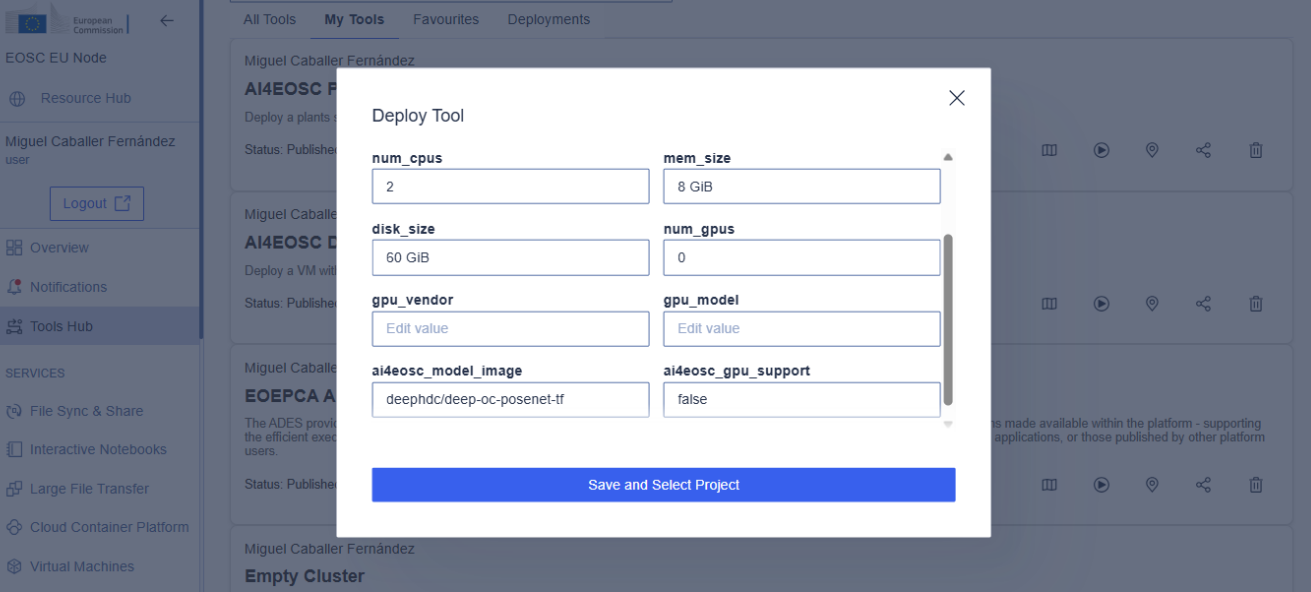 European
Commission
EOSC EU Node
Resource Hub
Miguel Caballer Fernández
user
Logout
Overview
Notifications
Tools Hub
SERVICES
File Sync & Share
Interactive Notebooks
Large File Transfer
Cloud Container Platform
Virtual Machines
All Tools My Tools Favourites Deployments
Miguel Caballer Fernández
AI4EOSC
Deploy a plants
Status: Published
Miguel Caballe
AI4EOSC D
Deploy a VM with
Status: Publishe
Miguel Caballe
EOEPCA A
The ADES provi
ns made available within the platform - supporting
the efficient exec
applications, or those published by other platform
users.
Status: Publishe
Miguel Caballer Fernández
Empty Cluster
Deploy Tool
num_cpus mem_size
2 8 GiB
disk_size num_gpus
60 GiB 0
gpu_vendor gpu_model
Edit value Edit value
ai4eosc_model_image ai4eosc_gpu_support
deephdc/deep-oc-posenet-tf false
Save and Select Project